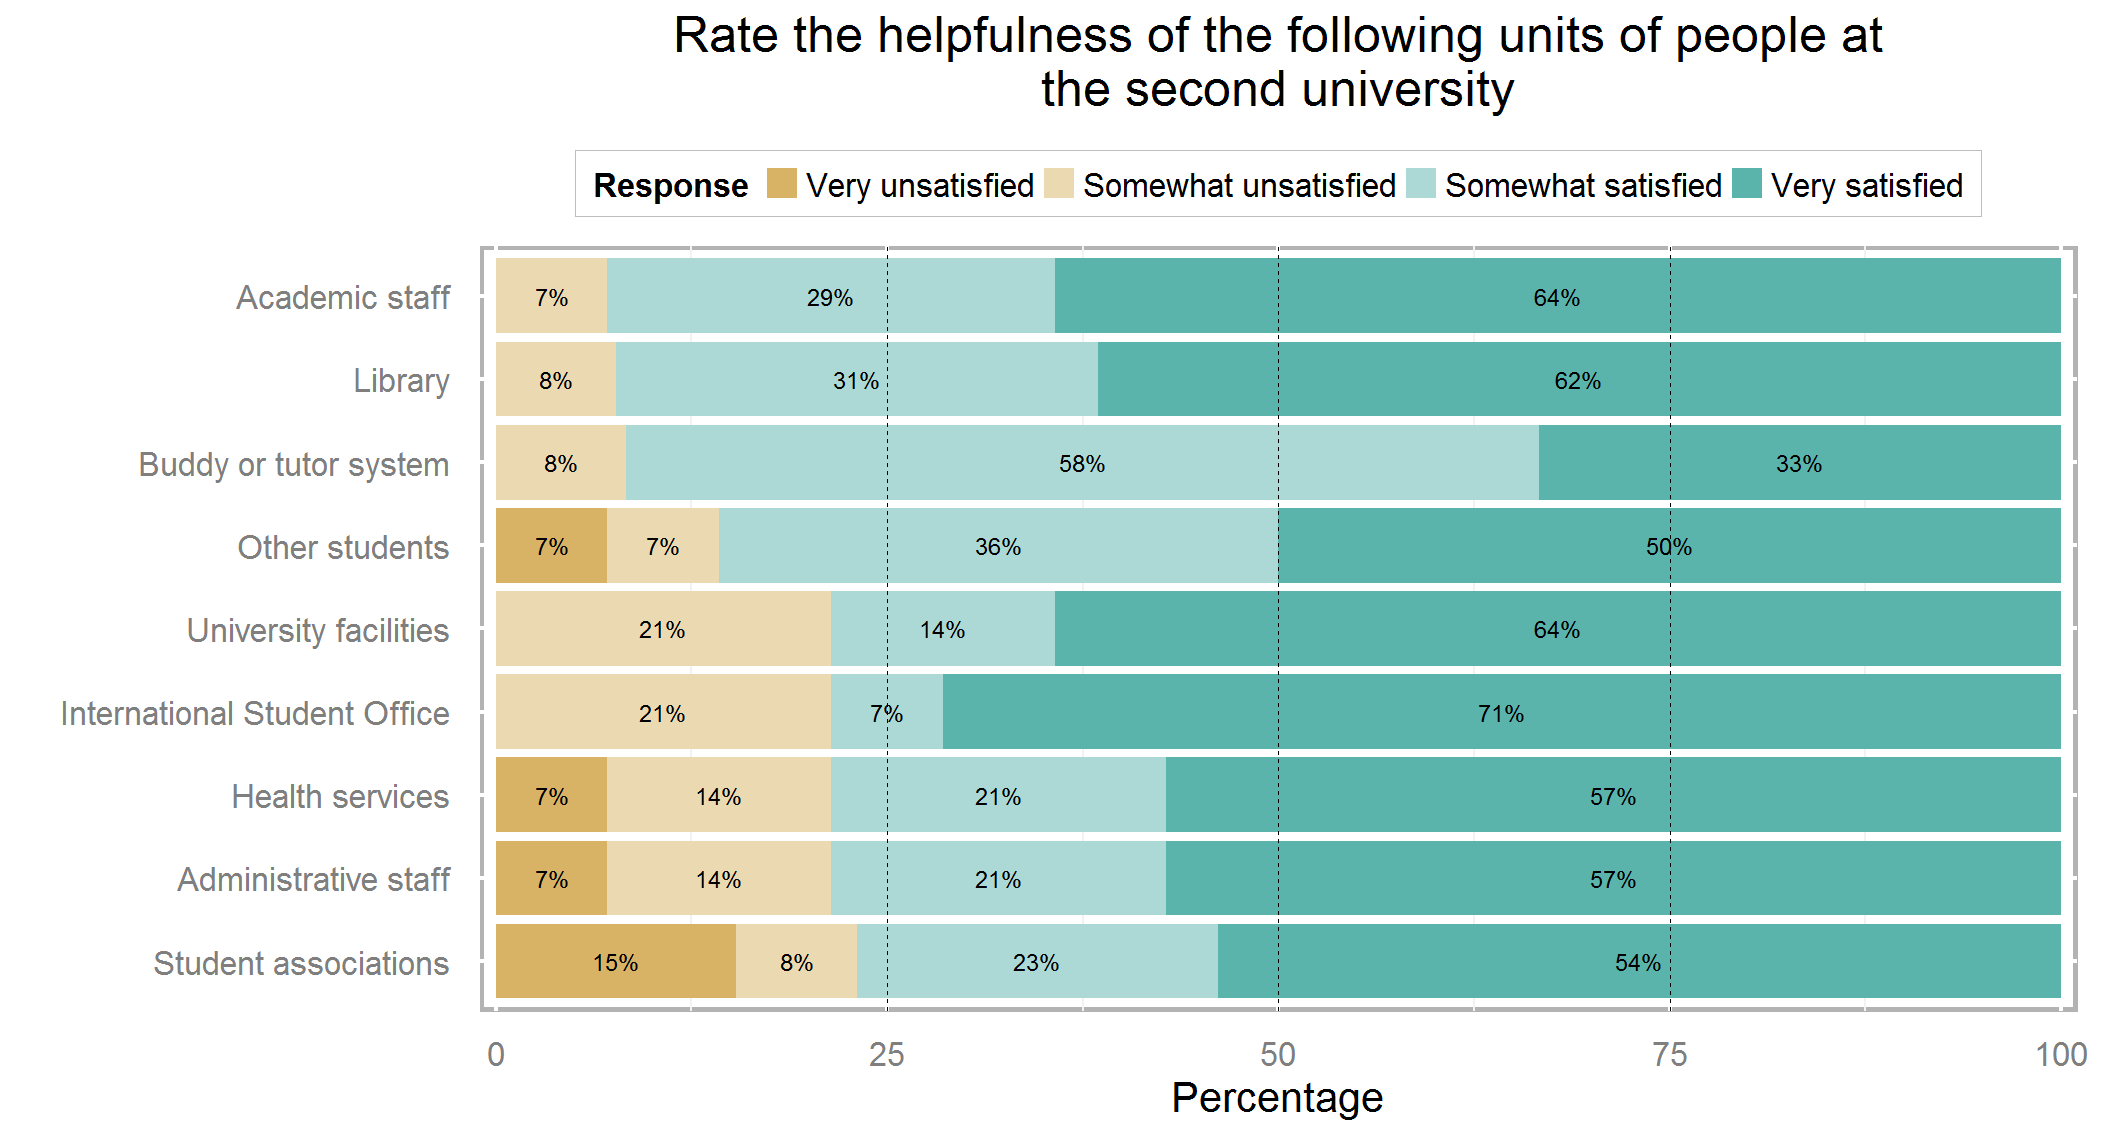 Rate the helpfulness of the following units of people at
the second university
Response Very unsatisfied Somewhat unsatisfied Somewhat satisfied Very satisfied
Academic staff 7% 29% 64%
Library 8% 31% 62%
Buddy or tutor system 8% 58% 33%
Other students 7% 7% 36% 50%
University facilities 21% 14% 64%
International Student Office 21% 7% 71%
Health services 7% 14% 21% 57%
Administrative staff 7% 14% 21% 57%
Student associations 15% 8% 23% 54%
0 25 50 75 100
Percentage